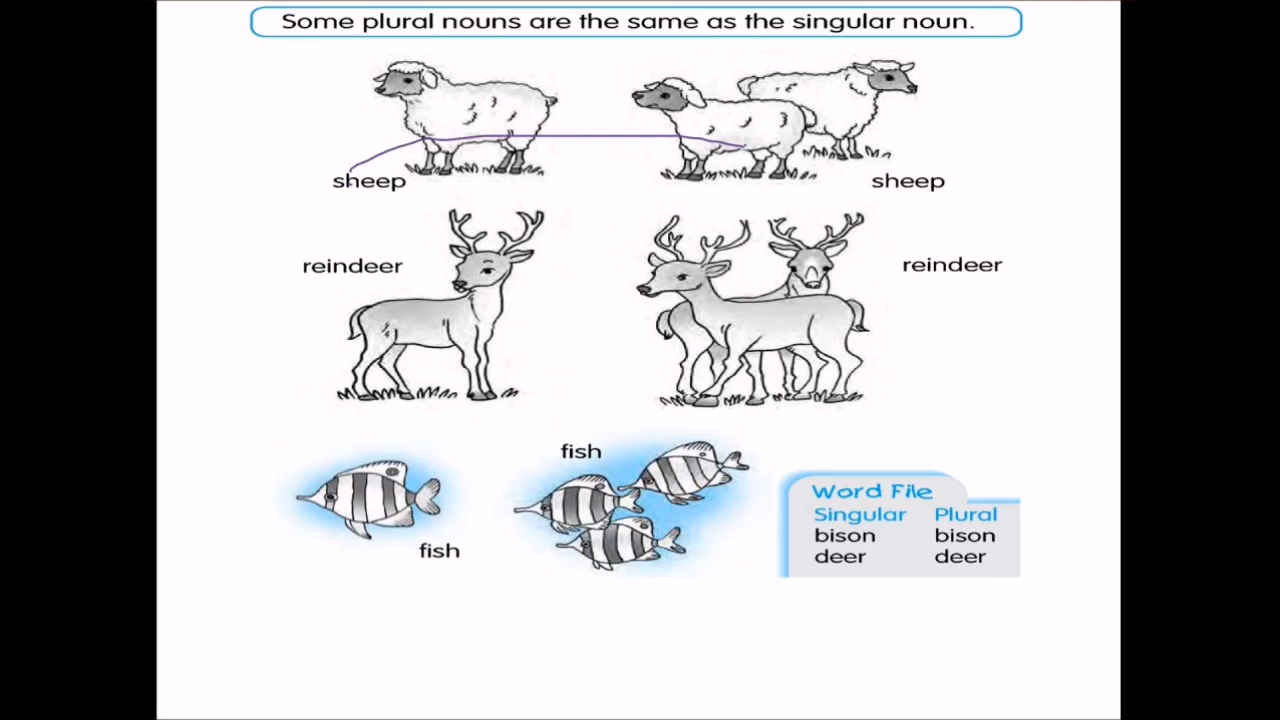 Some plural nouns are the same as the singular noun.
sheep
sheep
reindeer
reindeer
fish
fish
Word File
Singular Plural
bison bison
deer deer